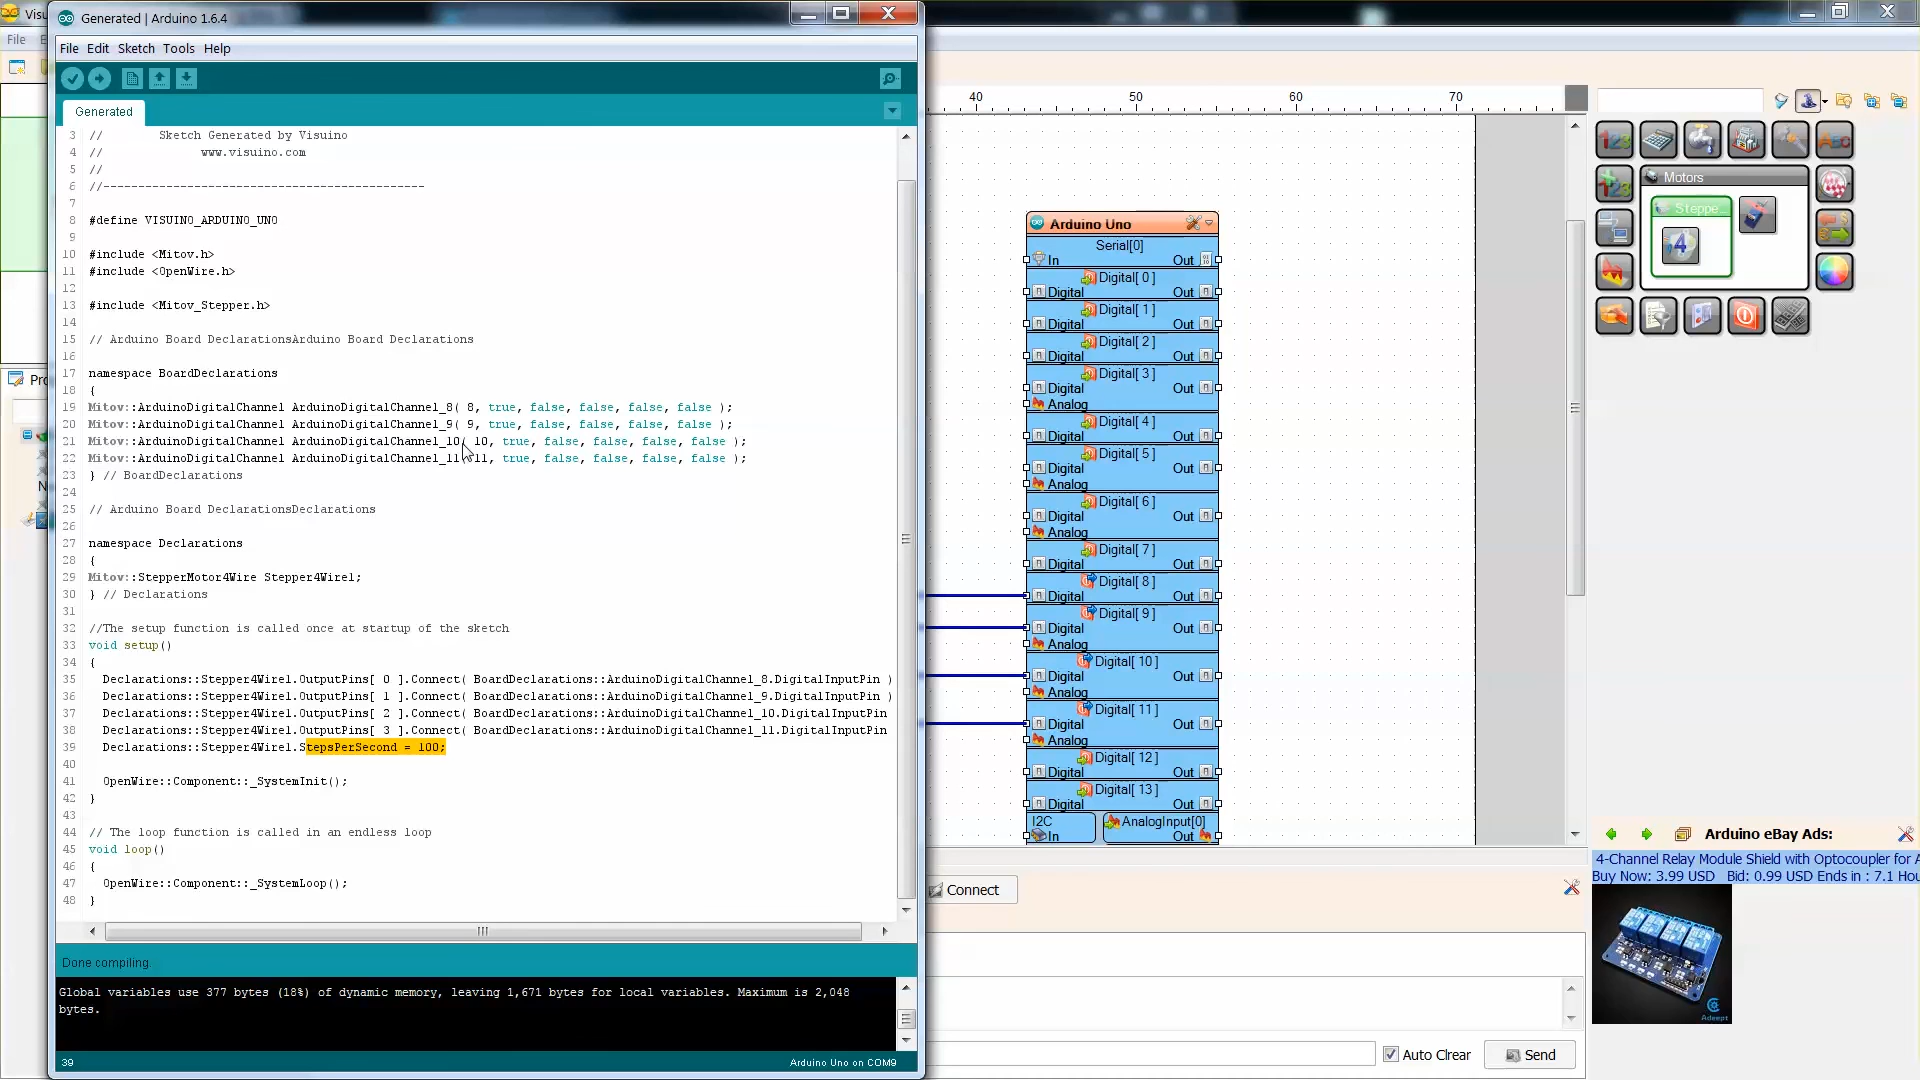 Visu
Generated | Arduino 1.6.4
File E
File Edit Sketch Tools Help
Generated
3 // Sketch Generated by Visuino
4 // www.visuino.com
5 //
6 //----------------------------------------------
7
8 #define VISUINO_ARDUINO_UNO
9
10 #include <Mitov.h>
11 #include <OpenWire.h>
12
13 #include <Mitov_Stepper.h>
14
15 // Arduino Board DeclarationsArduino Board Declarations
16
17 namespace BoardDeclarations
18 {
19 Mitov::ArduinoDigitalChannel ArduinoDigitalChannel_8( 8, true, false, false, false, false );
20 Mitov::ArduinoDigitalChannel ArduinoDigitalChannel_9( 9, true, false, false, false, false );
21 Mitov::ArduinoDigitalChannel ArduinoDigitalChannel_10( 10, true, false, false, false, false );
22 Mitov::ArduinoDigitalChannel ArduinoDigitalChannel_11 11, true, false, false, false, false );
23 } // BoardDeclarations
24
25 // Arduino Board DeclarationsDeclarations
26
27 namespace Declarations
28 {
29 Mitov::StepperMotor4Wire Stepper4Wire1;
30 } // Declarations
31
32 //The setup function is called once at startup of the sketch
33 void setup()
34 {
35 Declarations::Stepper4Wire1.OutputPins[ 0 ].Connect( BoardDeclarations::ArduinoDigitalChannel_8.DigitalInputPin )
36 Declarations::Stepper4Wire1.OutputPins[ 1 ].Connect( BoardDeclarations::ArduinoDigitalChannel_9.DigitalInputPin )
37 Declarations::Stepper4Wire1.OutputPins[ 2 ].Connect( BoardDeclarations::ArduinoDigitalChannel_10.DigitalInputPin
38 Declarations::Stepper4Wire1.OutputPins[ 3 ].Connect( BoardDeclarations::ArduinoDigitalChannel_11.DigitalInputPin
39 Declarations::Stepper4Wire1.StepsPerSecond = 100;
40
41 OpenWire::Component::_SystemInit();
42 }
43
44 // The loop function is called in an endless loop
45 void loop()
46 {
47 OpenWire::Component::_SystemLoop();
48 }
Done compiling.
Global variables use 377 bytes (18%) of dynamic memory, leaving 1,671 bytes for local variables. Maximum is 2,048
bytes.
39 Arduino Uno on COM9
Pro
N
40 50 60 70
Arduino Uno
Serial[0]
In Out
Digital[ 0 ]
Digital Out
Digital[ 1 ]
Digital Out
Digital[ 2 ]
Digital Out
Digital[ 3 ]
Digital Out
Analog
Digital[ 4 ]
Digital Out
Digital[ 5 ]
Digital Out
Analog
Digital[ 6 ]
Digital Out
Analog
Digital[ 7 ]
Digital Out
Digital[ 8 ]
Digital Out
Digital[ 9 ]
Digital Out
Analog
Digital[ 10 ]
Digital Out
Analog
Digital[ 11 ]
Digital Out
Analog
Digital[ 12 ]
Digital Out
Digital[ 13 ]
Digital Out
I2C
In
AnalogInput[0]
Out
Connect
Auto Clear
Send
123
ABC
123
Motors
Steppe...
4
Arduino eBay Ads:
4-Channel Relay Module Shield with Optocoupler for A
Buy Now: 3.99 USD Bid: 0.99 USD Ends in : 7.1 Hou
Adeept